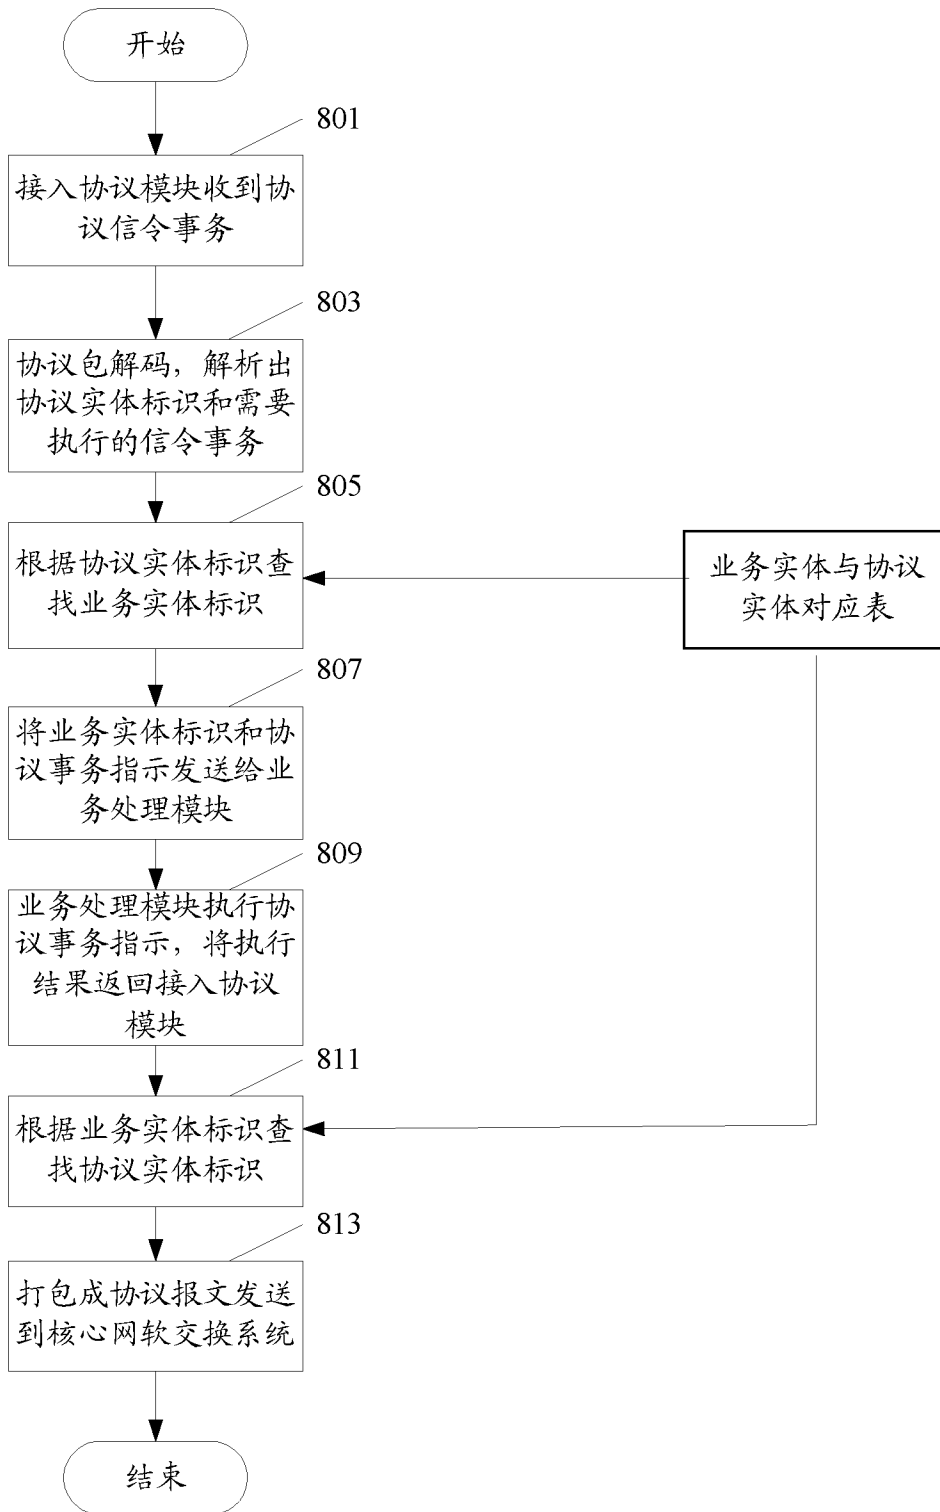 开始
801
接入协议模块收到协
议信令事务
803
协议包解码，解析出
协议实体标识和需要
执行的信令事务
805
根据协议实体标识查
找业务实体标识
业务实体与协议
实体对应表
807
将业务实体标识和协
议事务指示发送给业
务处理模块
809
业务处理模块执行协
议事务指示，将执行
结果返回接入协议
模块
811
根据业务实体标识查
找协议实体标识
813
打包成协议报文发送
到核心网软交换系统
结束